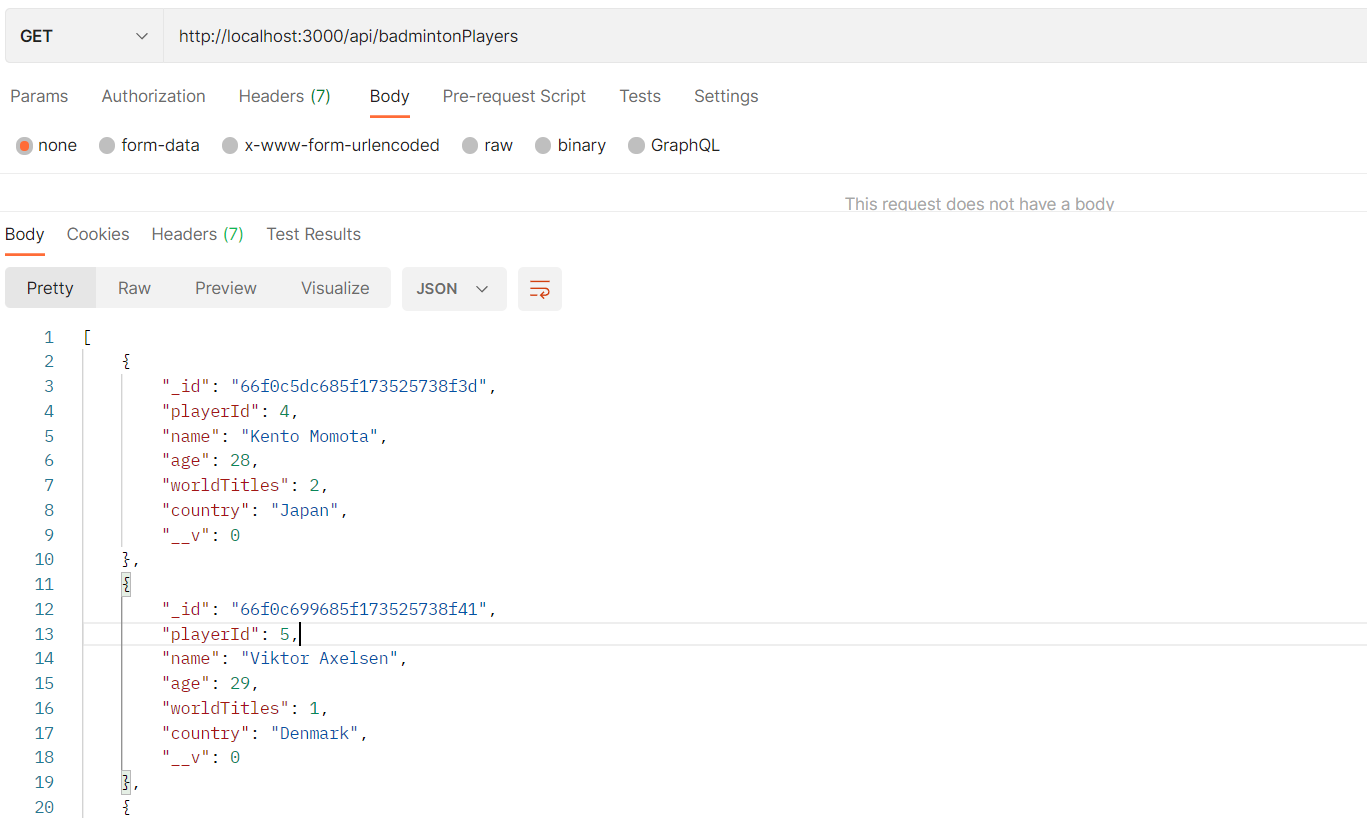 GET http://localhost:3000/api/badmintonPlayers
Params Authorization Headers (7) Body Pre-request Script Tests Settings
none form-data x-www-form-urlencoded raw binary GraphQL
This request does not have a body
Body Cookies Headers (7) Test Results
Pretty Raw Preview Visualize JSON
1 [
2 {
3 "_id": "66f0c5dc685f173525738f3d",
4 "playerId": 4,
5 "name": "Kento Momota",
6 "age": 28,
7 "worldTitles": 2,
8 "country": "Japan",
9 "__v": 0
10 },
11 {
12 "_id": "66f0c699685f173525738f41",
13 "playerId": 5,
14 "name": "Viktor Axelsen",
15 "age": 29,
16 "worldTitles": 1,
17 "country": "Denmark",
18 "__v": 0
19 },
20 {